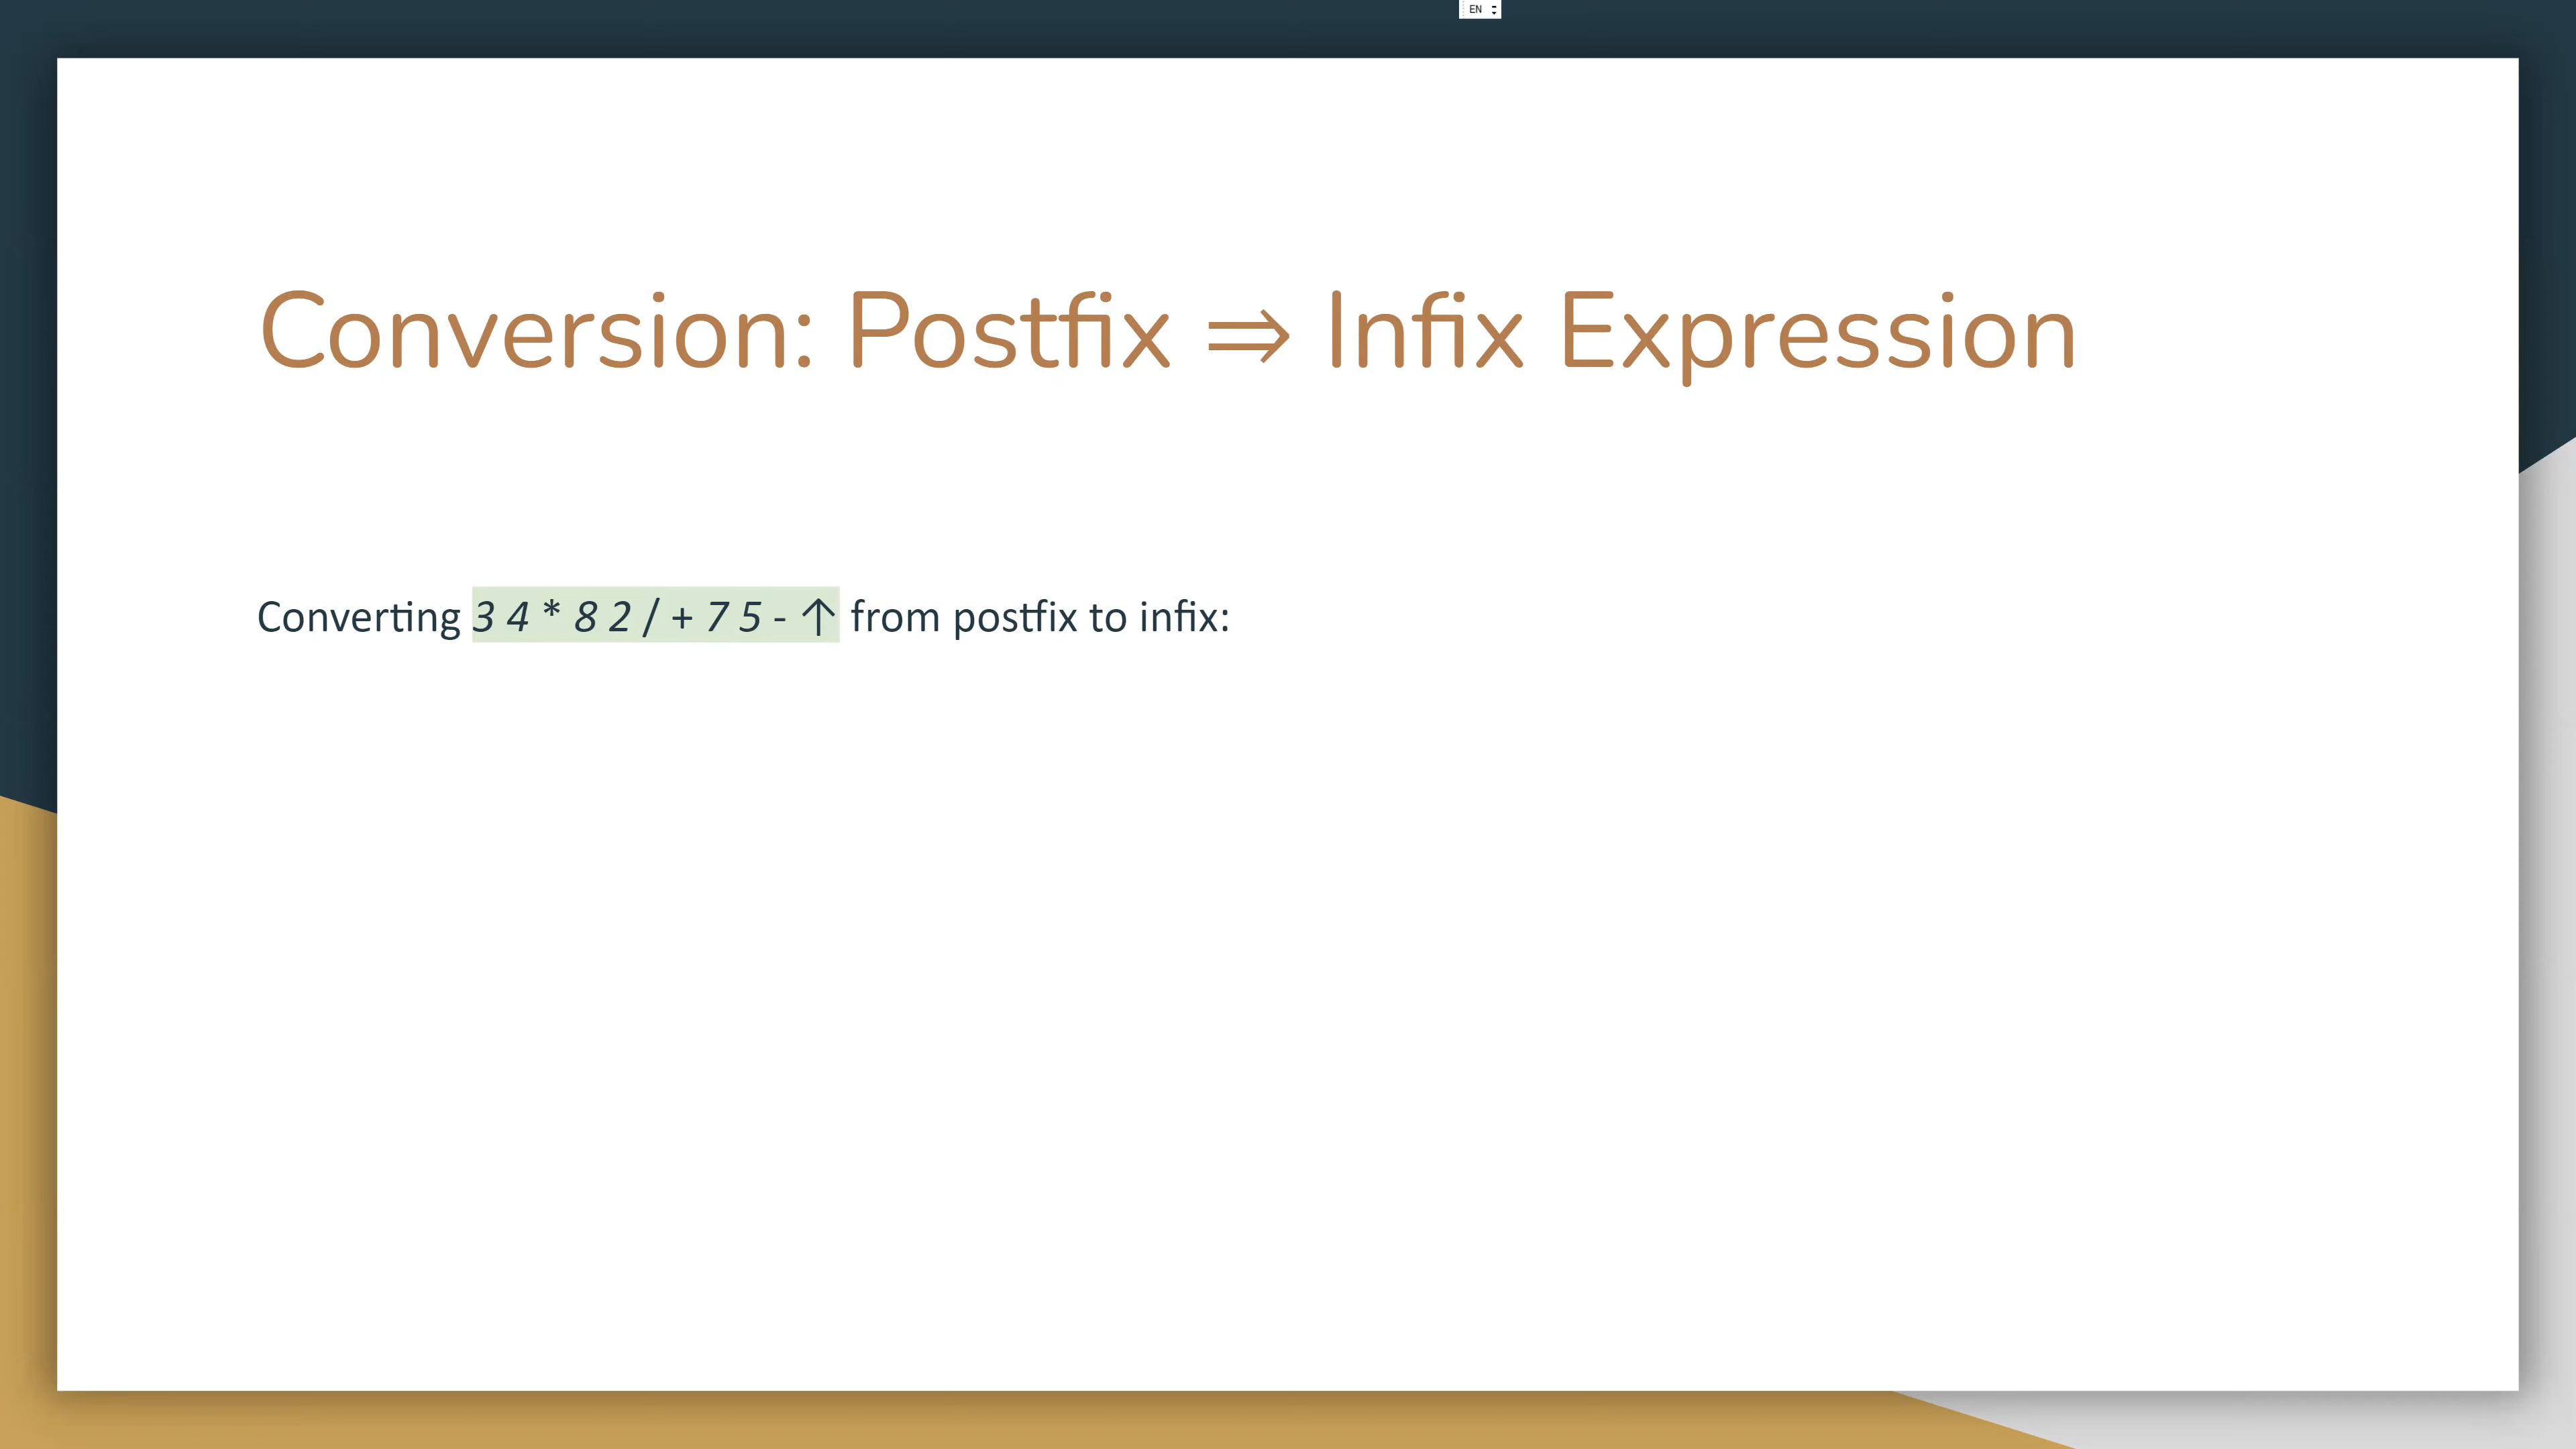 EN
Conversion: Postfix ⇒ Infix Expression
Converting 3 4 * 8 2 / + 7 5 - ↑ from postfix to infix: